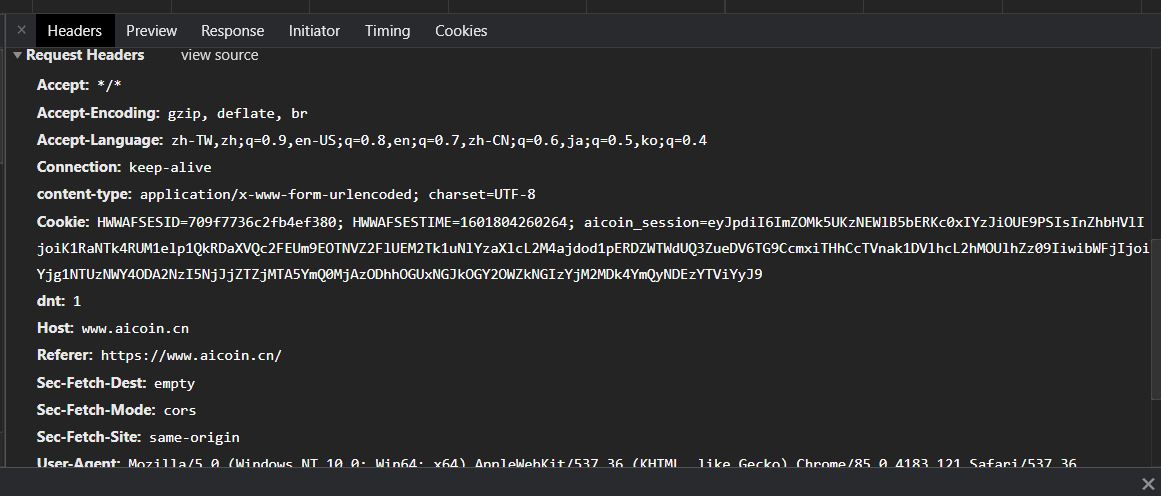 × Headers Preview Response Initiator Timing Cookies
Request Headers view source
Accept: */*
Accept-Encoding: gzip, deflate, br
Accept-Language: zh-TW,zh;q=0.9,en-US;q=0.8,en;q=0.7,zh-CN;q=0.6,ja;q=0.5,ko;q=0.4
Connection: keep-alive
content-type: application/x-www-form-urlencoded; charset=UTF-8
Cookie: HWWAFSESID=709f7736c2fb4ef380; HWWAFSESTIME=1601804260264; aicoin_session=eyJpdiI6ImZOMk5UKzNEWlB5bERKc0xIYzJiOUE9PSIsInZhbHVlI
joiK1RaNTk4RUM1elp1QkRDaXVQc2FEUm9EOTNVZ2FlUEM2Tk1uNlYzaXlcL2M4ajdod1pERDZWTWdUQ3ZueDV6TG9CcmxiTHhCcTVnak1DVlhcL2hMOUlhZz09IiwibWFjIjoi
Yjg1NTUzNWY4ODA2NzI5NjJjZTZjMTA5YmQ0MjAzODhhOGUxNGJkOGY2OWZkNGIzYjM2MDk4YmQyNDEzYTViYyJ9
dnt: 1
Host: www.aicoin.cn
Referer: https://www.aicoin.cn/
Sec-Fetch-Dest: empty
Sec-Fetch-Mode: cors
Sec-Fetch-Site: same-origin
User-Agent: Mozilla/5.0 (Windows NT 10.0; Win64; x64) AppleWebKit/537.36 (KHTML, like Gecko) Chrome/85.0.4183.121 Safari/537.36